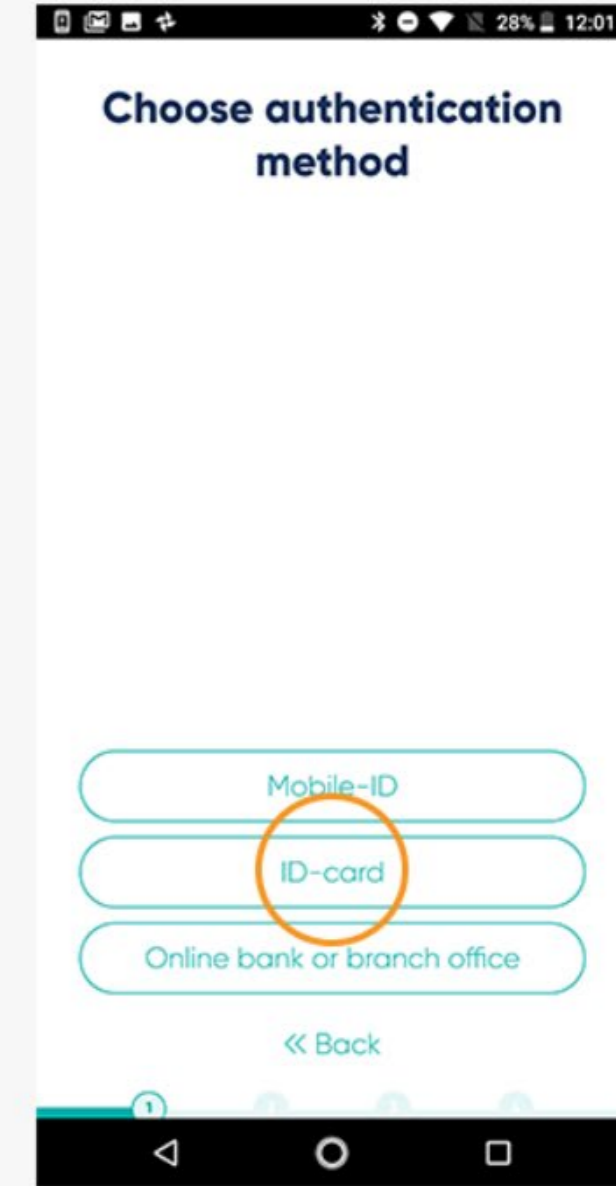 28% 12:01
Choose authentication
method
Mobile-ID
ID-card
Online bank or branch office
« Back
1